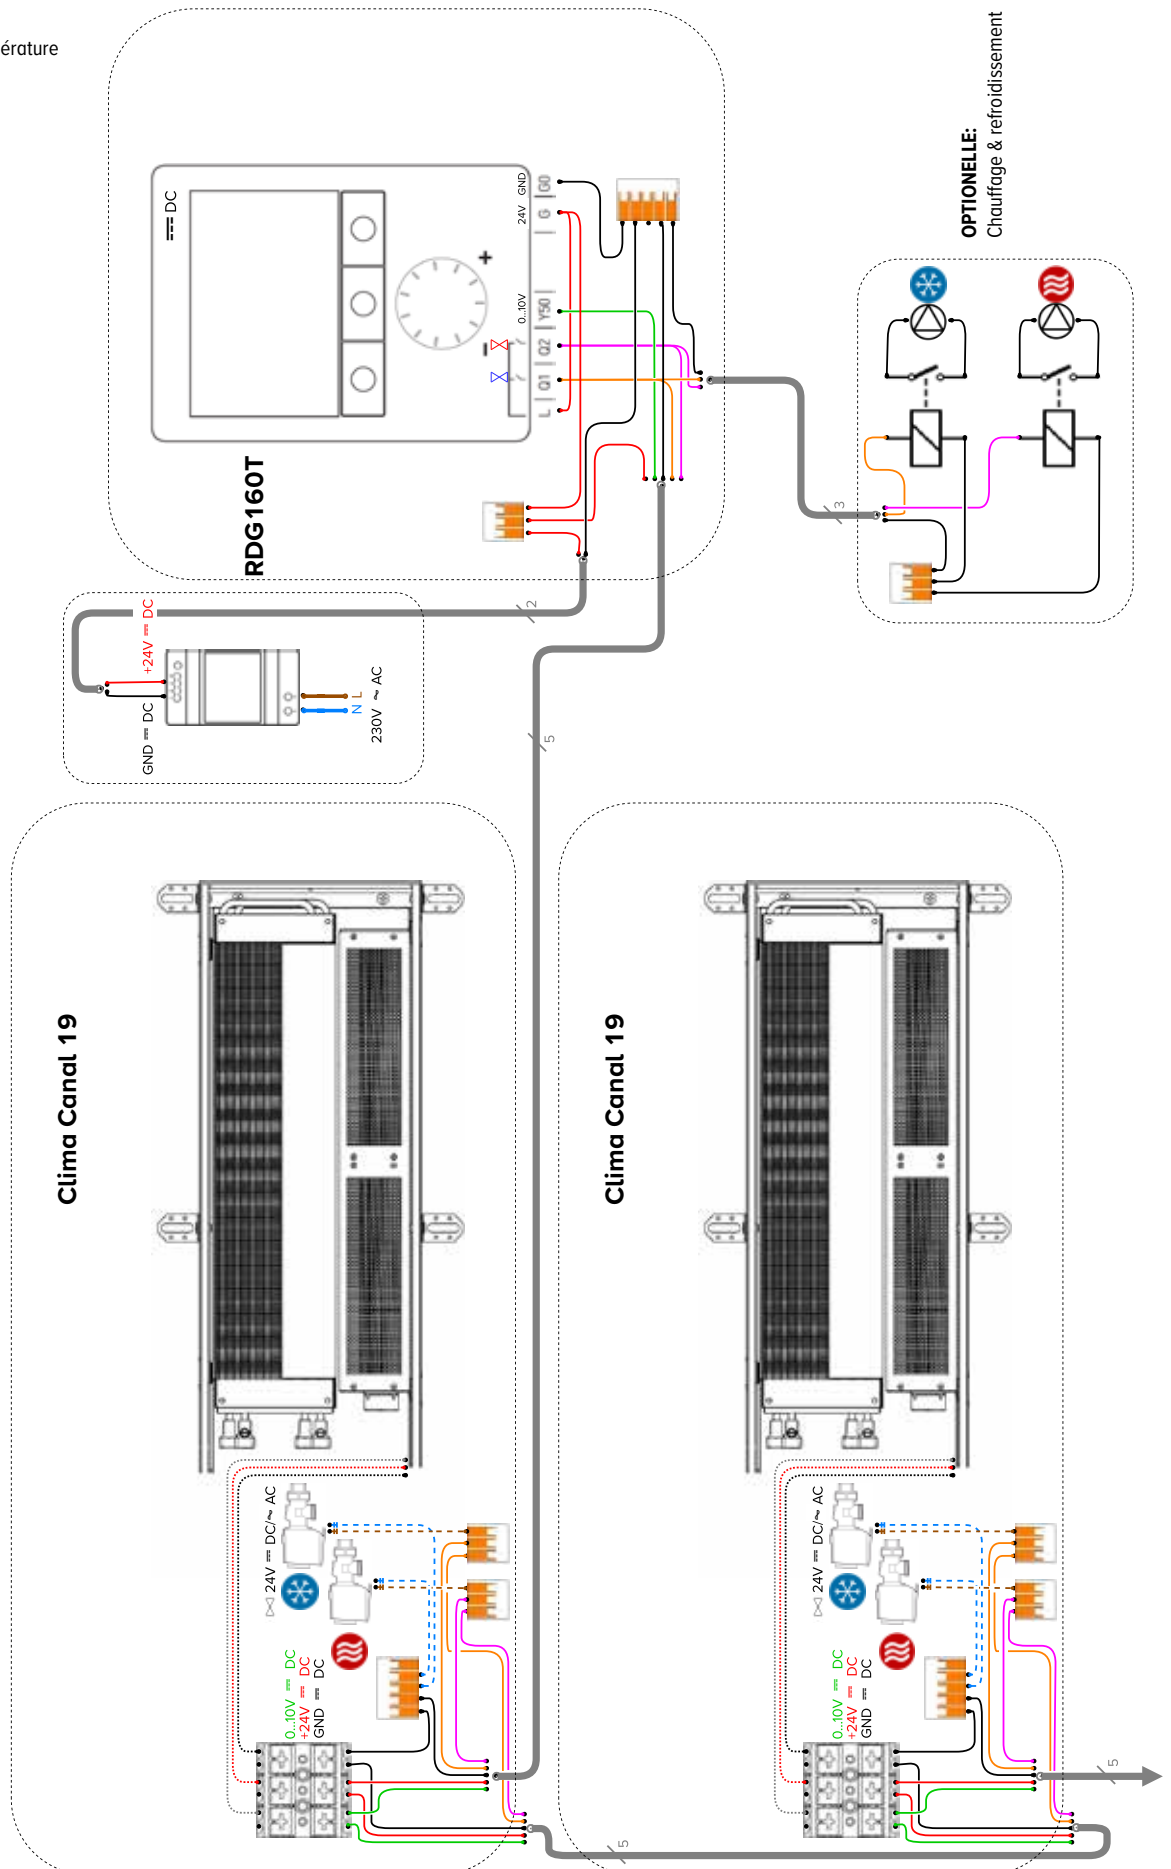 érature
OPTIONELLE:
Chauffage & refroidissement
DC
+
−
L
Q1
Q2
Y50
0...10V
G
24V
G0
GND
RDG160T
3
2
+24V ⎓ DC
GND ⎓ DC
N
L
230V ~ AC
5
Clima Canal 19
24V ⎓ DC/~ AC
0...10V ⎓ DC
+24V ⎓ DC
GND ⎓ DC
Clima Canal 19
24V ⎓ DC/~ AC
0...10V ⎓ DC
+24V ⎓ DC
GND ⎓ DC
5
5